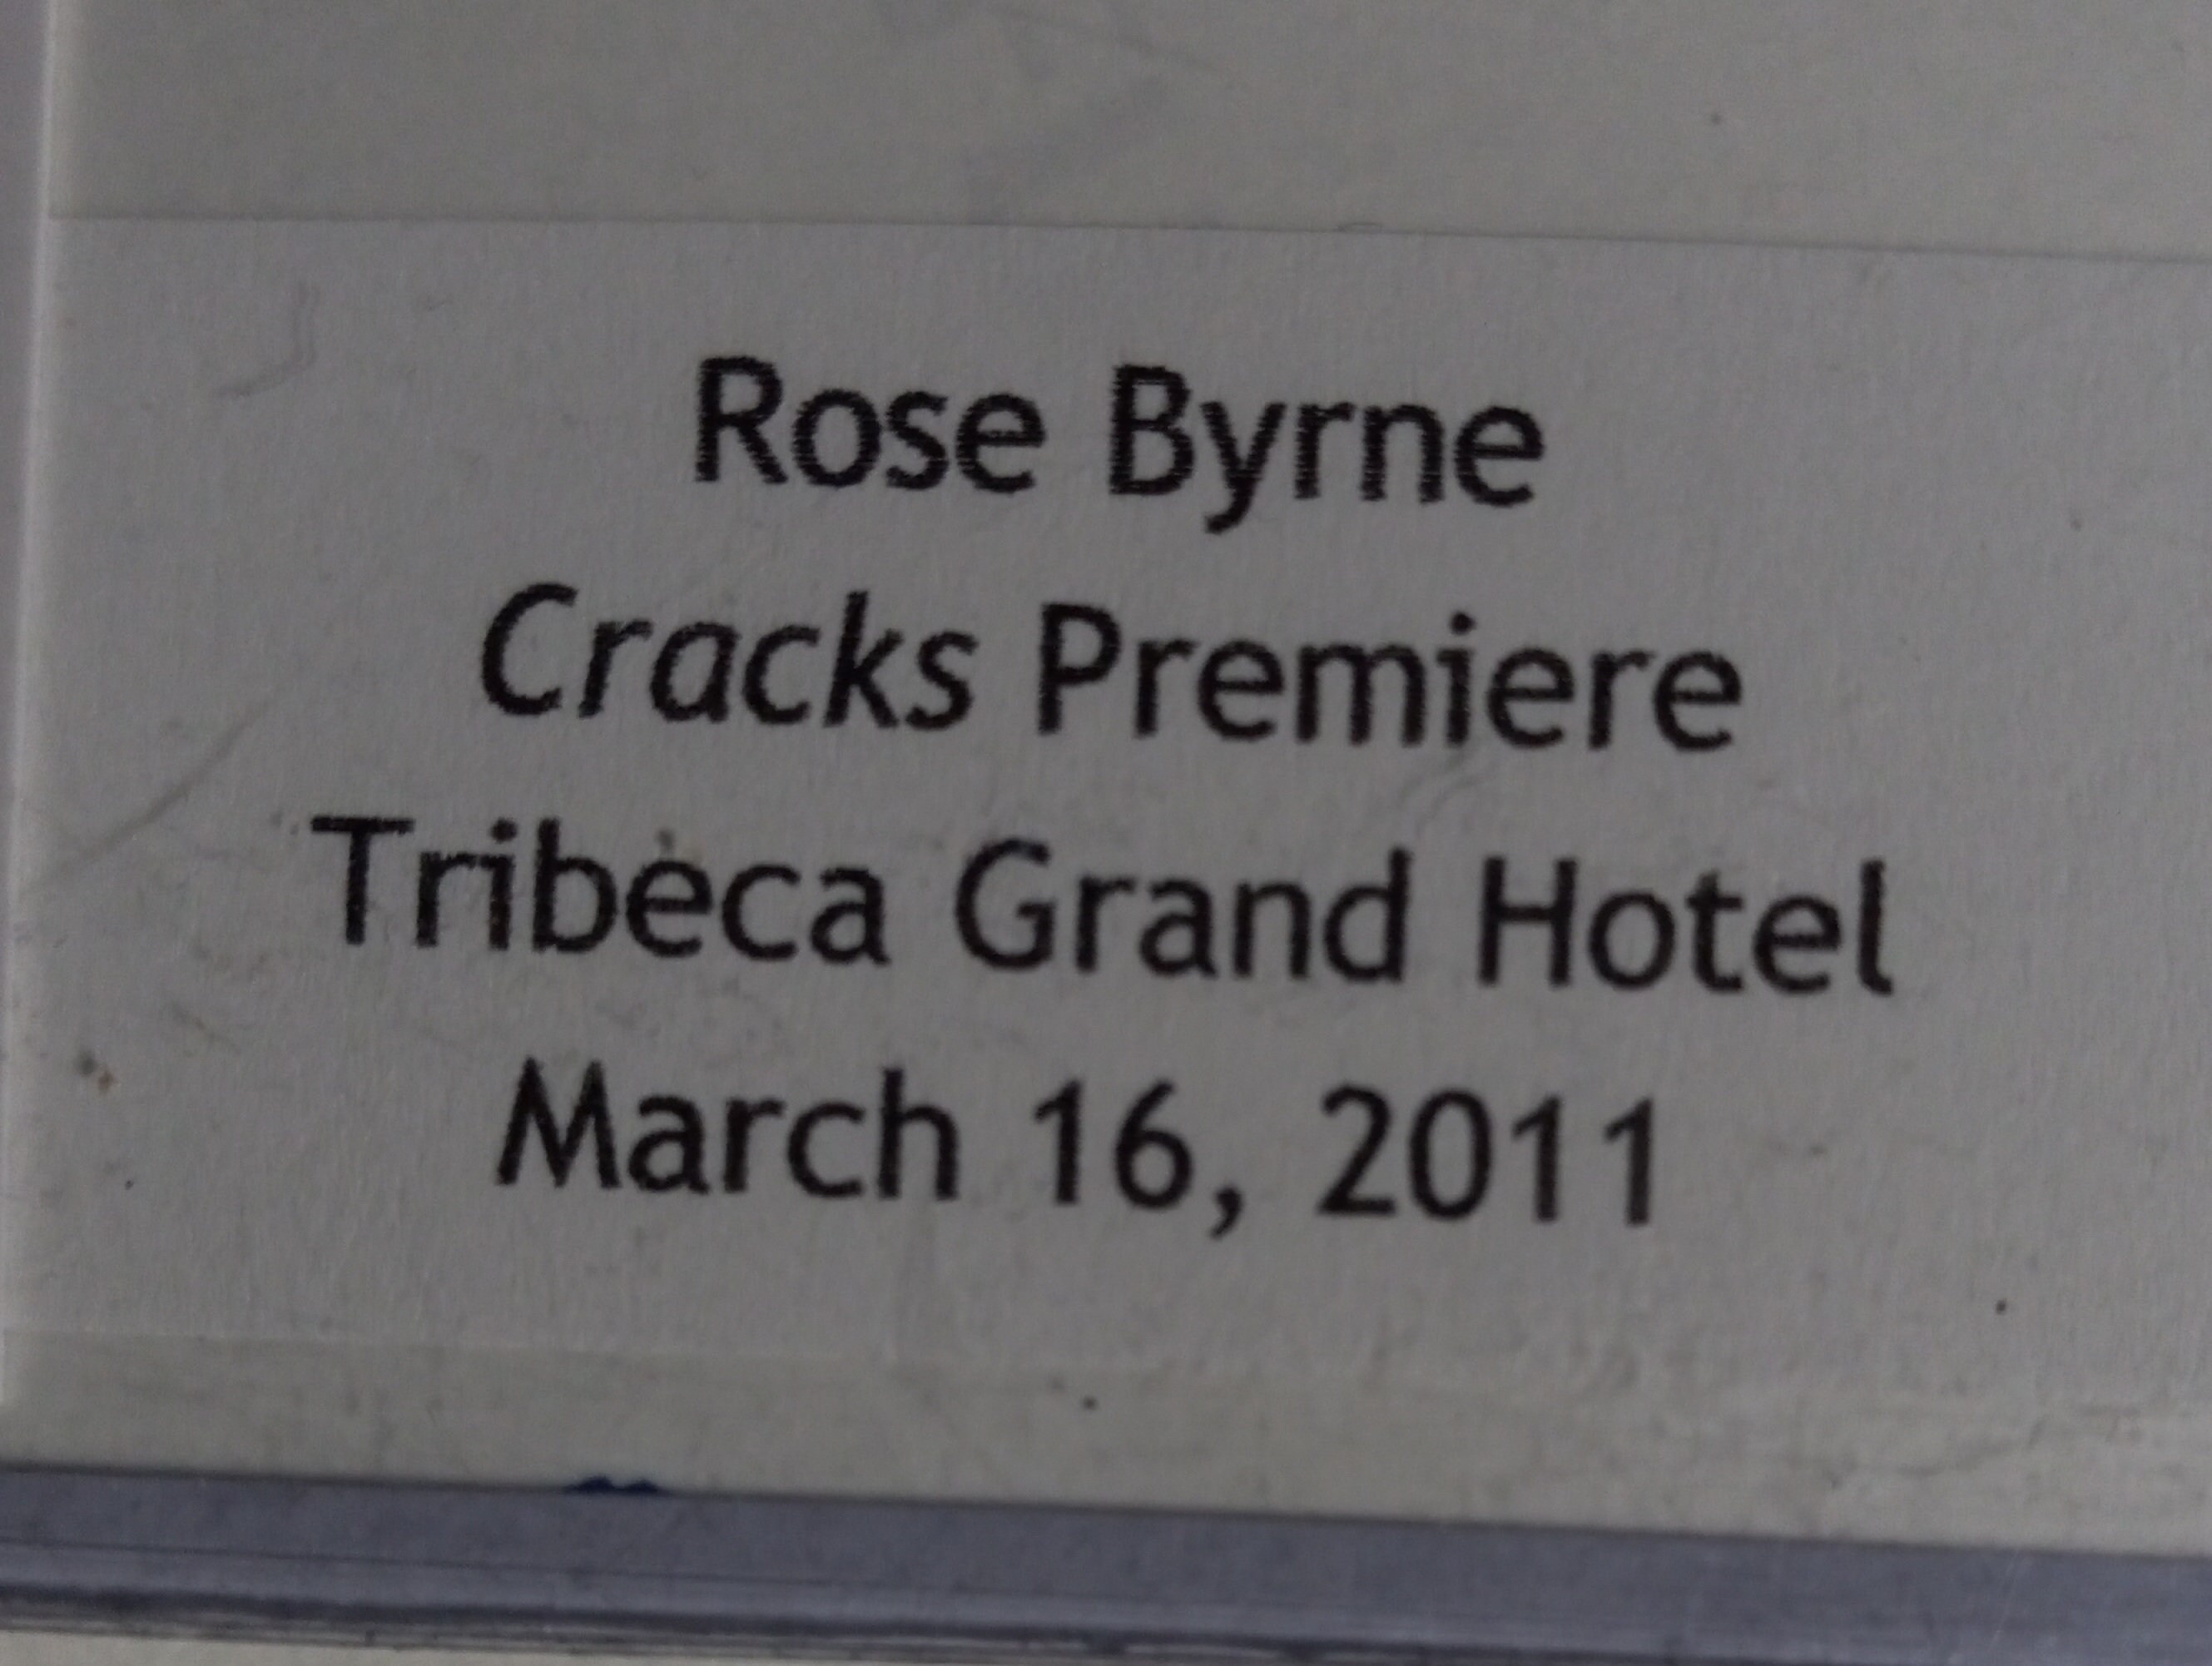 Rose Byrne
Cracks Premiere
Tribeca Grand Hotel
March 16, 2011